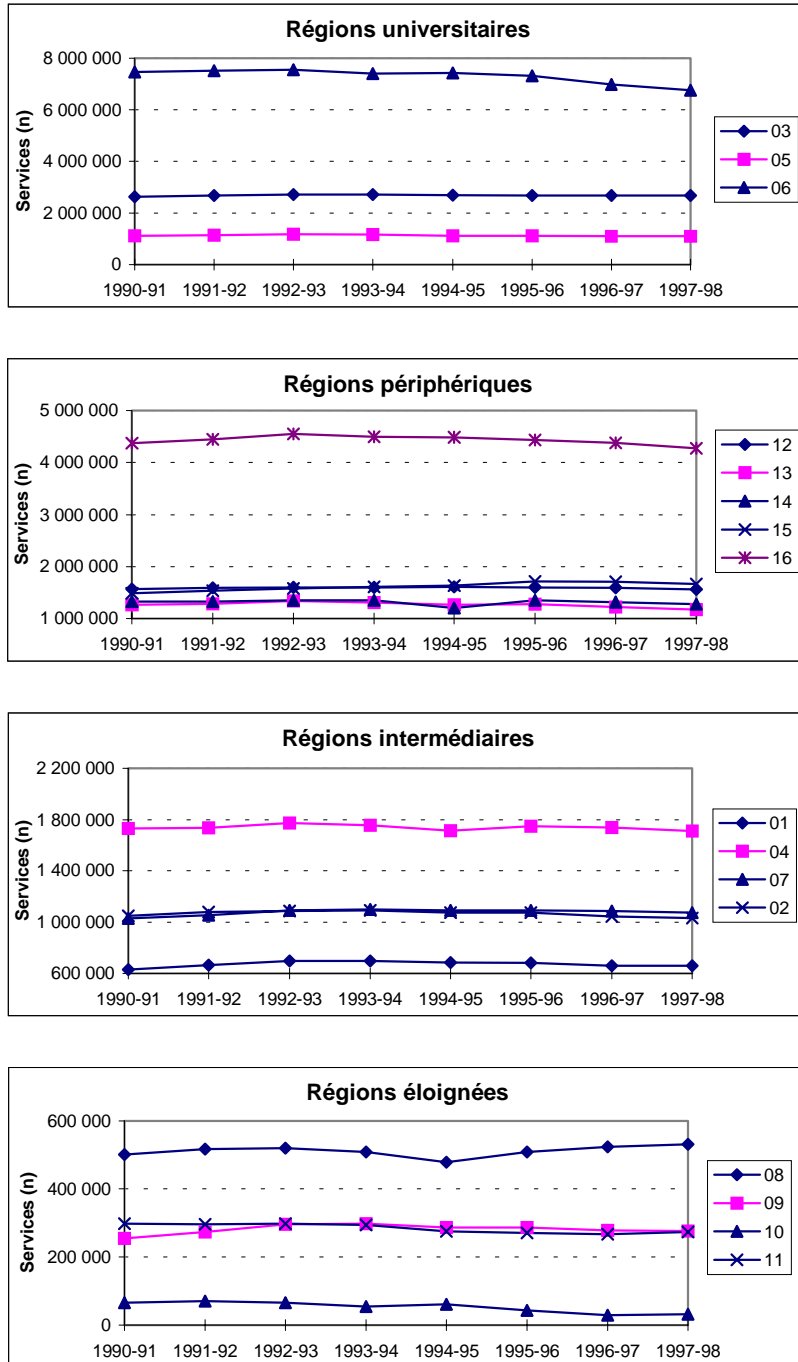 Régions universitaires
Services (n)
8 000 000
6 000 000
4 000 000
2 000 000
0
1990-91 1991-92 1992-93 1993-94 1994-95 1995-96 1996-97 1997-98
03
05
06
Régions périphériques
Services (n)
5 000 000
4 000 000
3 000 000
2 000 000
1 000 000
1990-91 1991-92 1992-93 1993-94 1994-95 1995-96 1996-97 1997-98
12
13
14
15
16
Régions intermédiaires
Services (n)
2 200 000
1 800 000
1 400 000
1 000 000
600 000
1990-91 1991-92 1992-93 1993-94 1994-95 1995-96 1996-97 1997-98
01
04
07
02
Régions éloignées
Services (n)
600 000
400 000
200 000
0
1990-91 1991-92 1992-93 1993-94 1994-95 1995-96 1996-97 1997-98
08
09
10
11